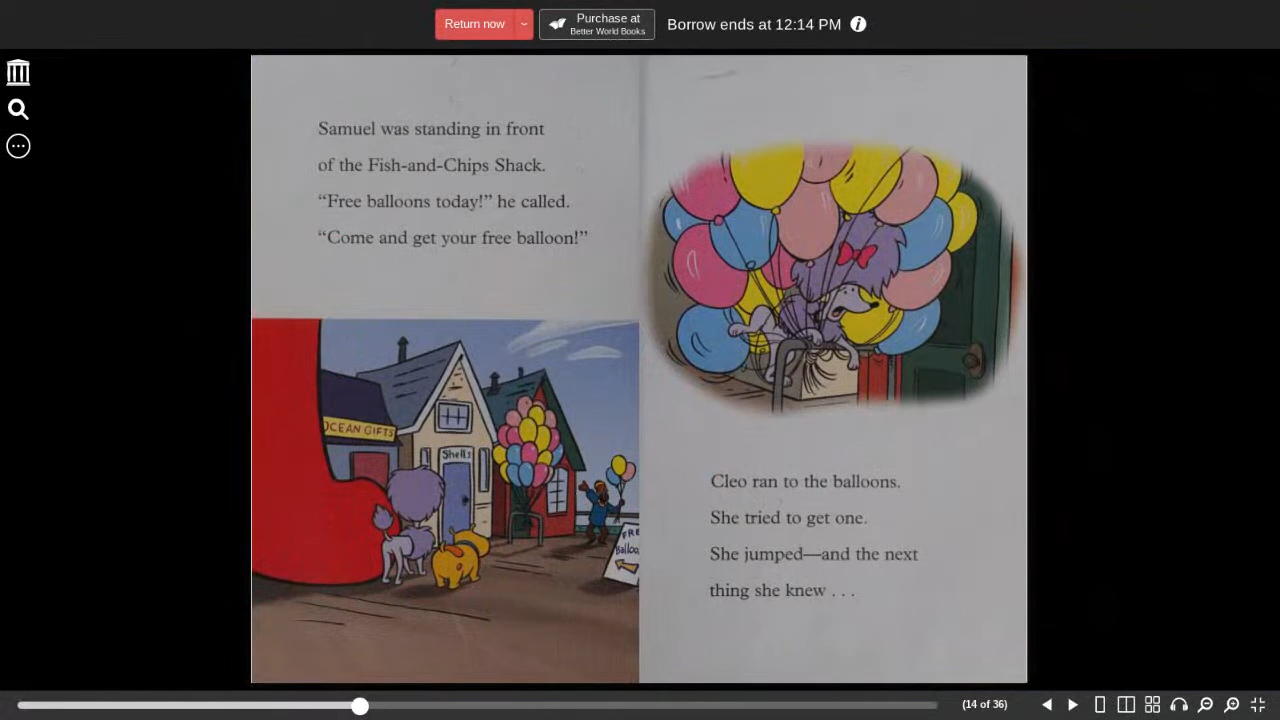 Return now
Purchase at
Better World Books
Borrow ends at 12:14 PM
Samuel was standing in front
of the Fish-and-Chips Shack.
“Free balloons today!” he called.
“Come and get your free balloon!”
OCEAN GIFTS
Shells
FRE
Balloo
Cleo ran to the balloons.
She tried to get one.
She jumped—and the next
thing she knew . . .
(14 of 36)